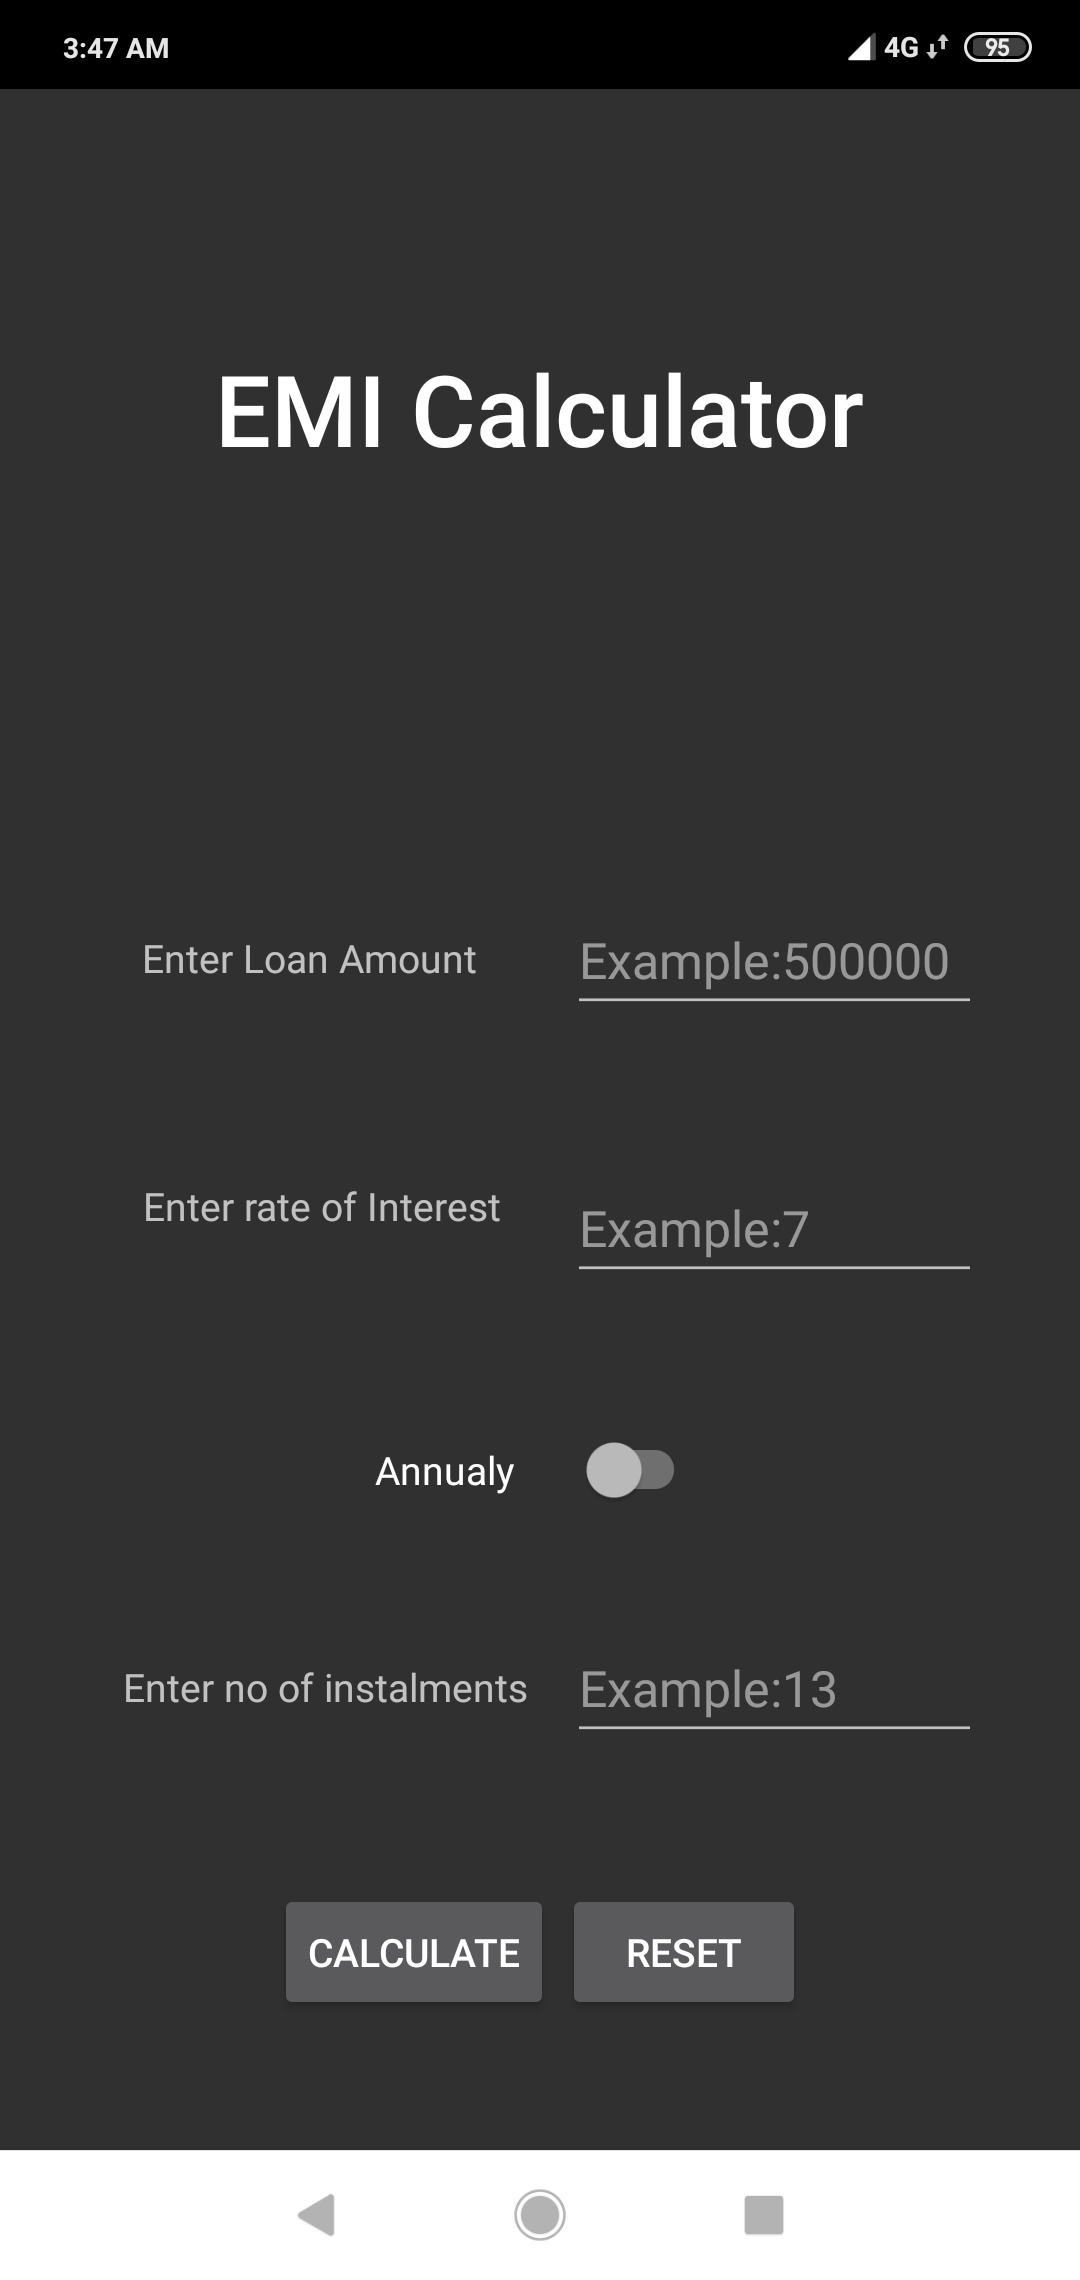 3:47 AM 4G 95
EMI Calculator
Enter Loan Amount Example:500000
Enter rate of Interest Example:7
Annualy
Enter no of instalments Example:13
CALCULATE RESET